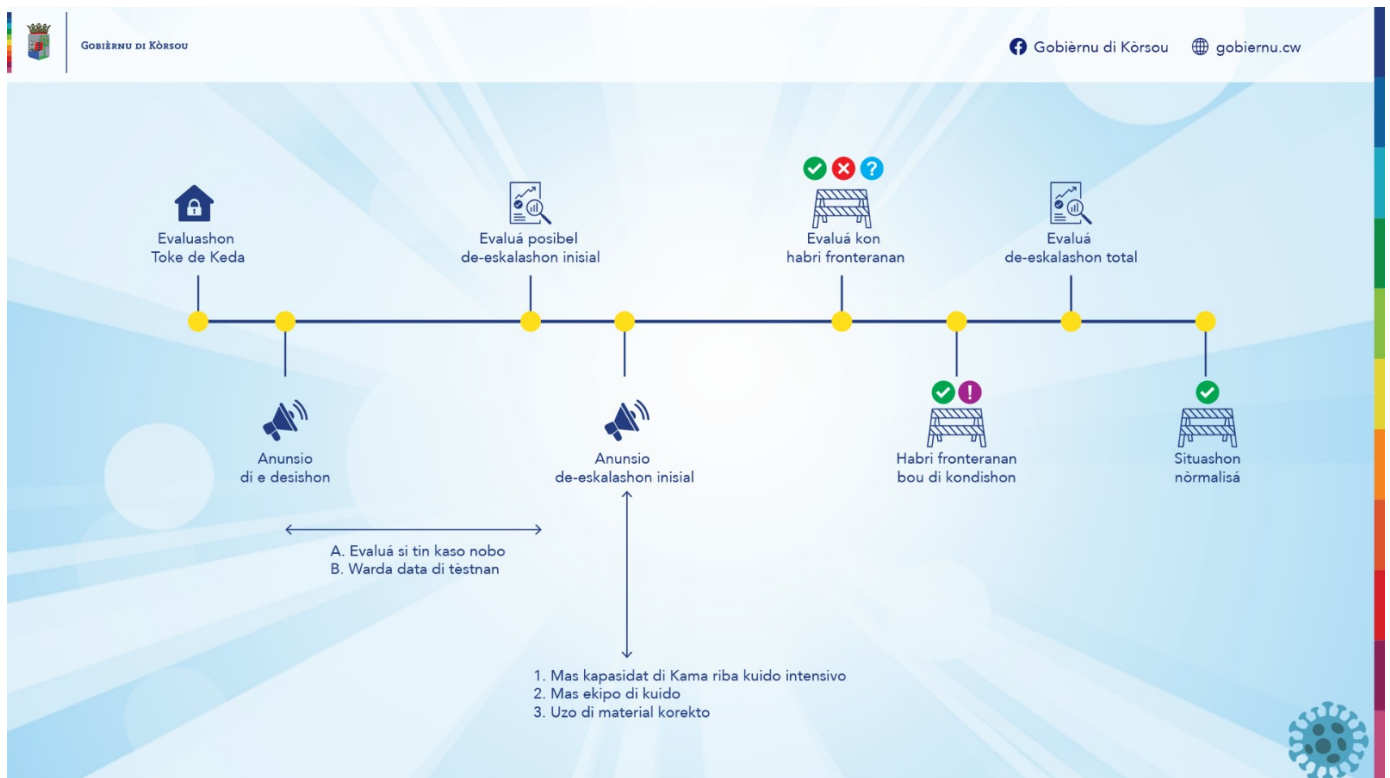 Gobièrnu di Kòrsou
Gobièrnu di Kòrsou
gobiernu.cw
Evaluashon
Toke de Keda
Evaluá posibel
de-eskalashon inisial
Evaluá kon
habri fronteranan
Evaluá
de-eskalashon total
Anunsio
di e desishon
Anunsio
de-eskalashon inisial
Habri fronteranan
bou di kondishon
Situashon
nòrmalisá
A. Evaluá si tin kaso nobo
B. Warda data di tèstnan
1. Mas kapasidat di Kama riba kuido intensivo
2. Mas ekipo di kuido
3. Uzo di material korekto